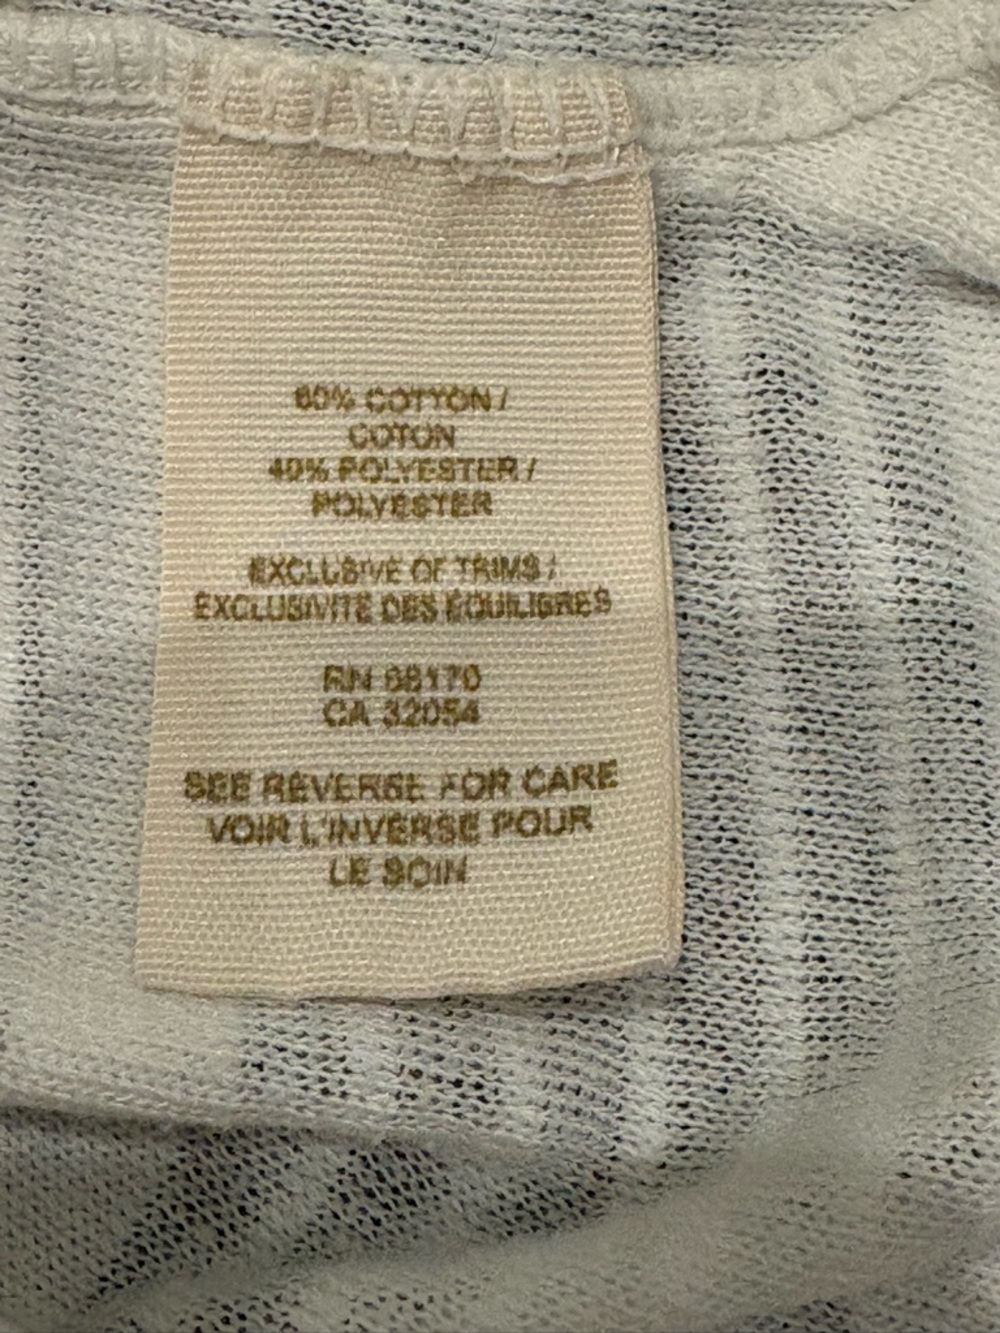 60% COTTON /
COTON
40% POLYESTER /
POLYESTER
EXCLUSIVE OF TRIMS /
EXCLUSIVITE DES ÉQUILIBRES
RN 68170
CA 32054
SEE REVERSE FOR CARE
VOIR L'INVERSE POUR
LE SOIN